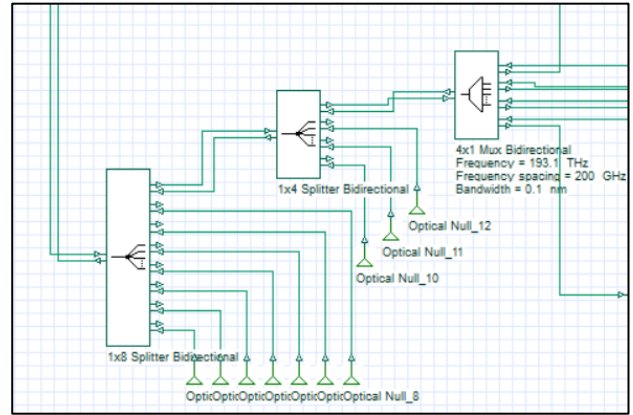 4x1 Mux Bidirectional
Frequency = 193.1 THz
Frequency spacing = 200 GHz
Bandwidth = 0.1 nm
1x4 Splitter Bidirectional
Optical Null_12
Optical Null_11
Optical Null_10
1x8 Splitter Bidirectional
OpticOpticOpticOpticOpticOpticOptical Null_8